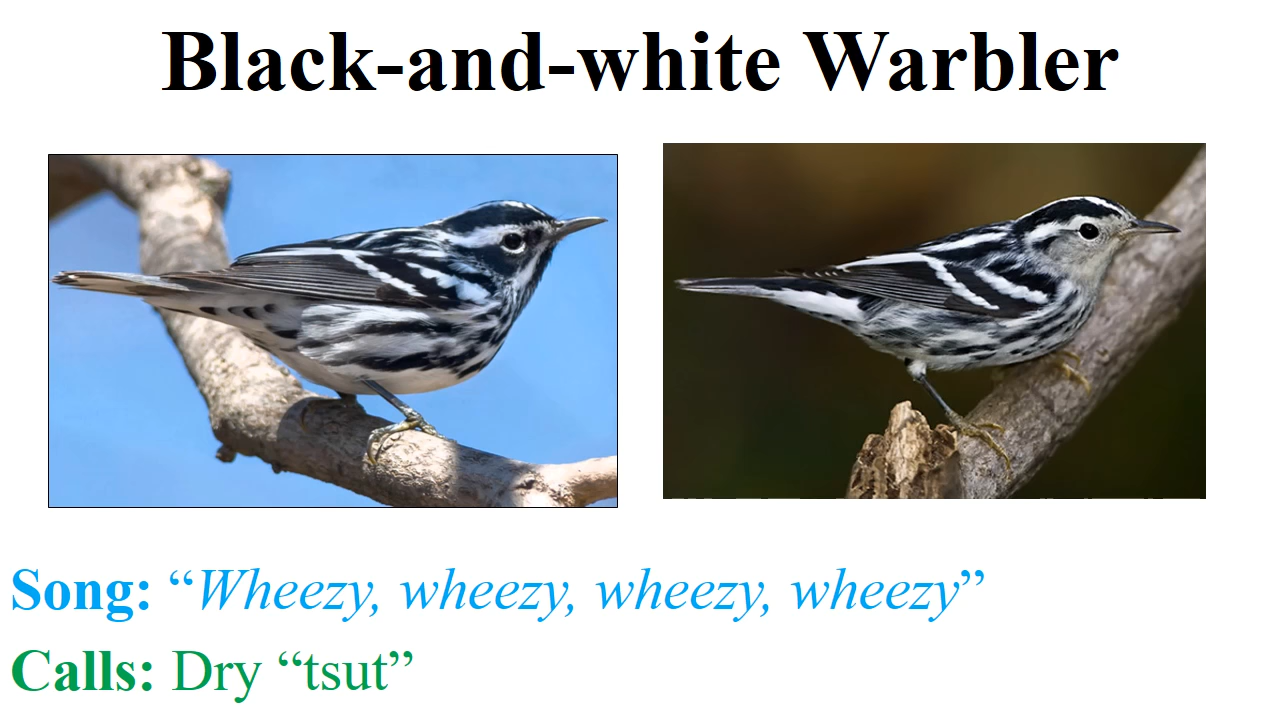 Black-and-white Warbler
Song: “Wheezy, wheezy, wheezy, wheezy”
Calls: Dry “tsut”